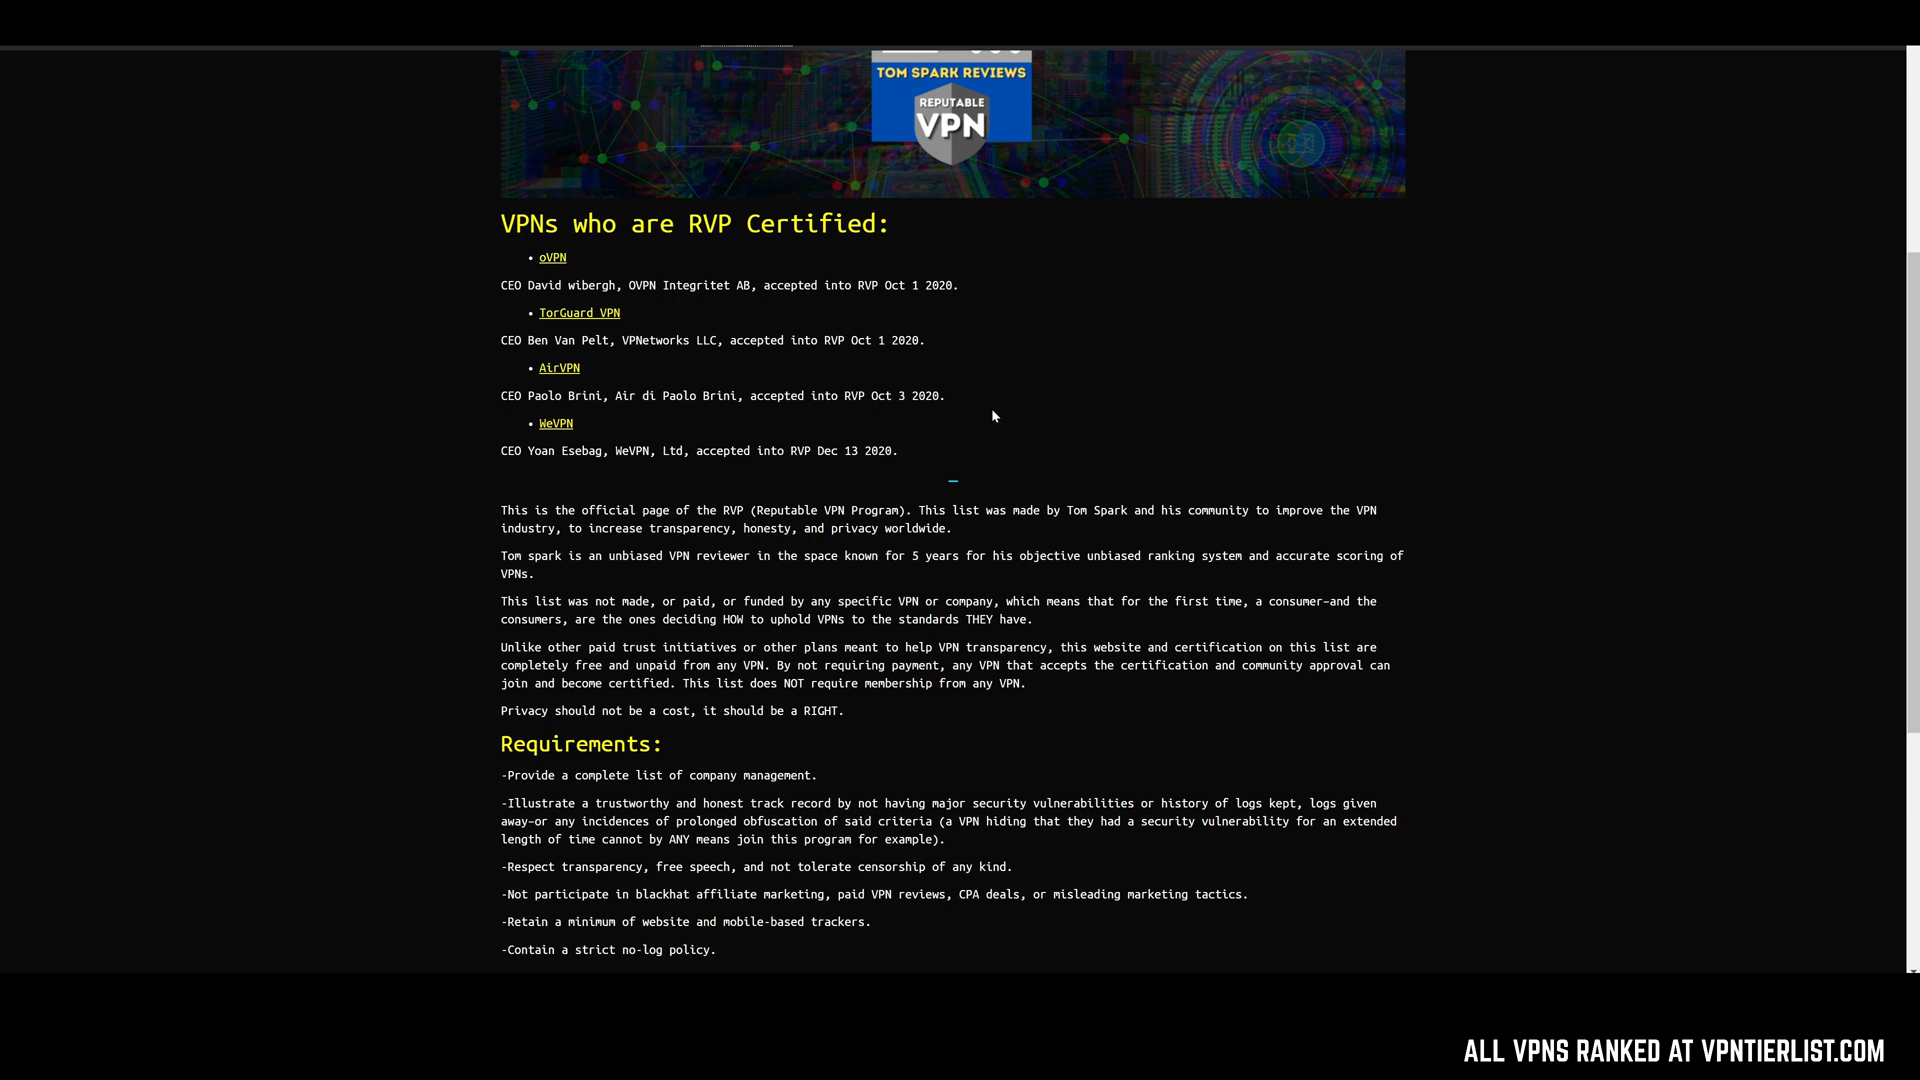 TOM SPARK REVIEWS
REPUTABLE
VPN
VPNs who are RVP Certified:
• oVPN
CEO David wibergh, OVPN Integritet AB, accepted into RVP Oct 1 2020.
• TorGuard VPN
CEO Ben Van Pelt, VPNetworks LLC, accepted into RVP Oct 1 2020.
• AirVPN
CEO Paolo Brini, Air di Paolo Brini, accepted into RVP Oct 3 2020.
• WeVPN
CEO Yoan Esebag, WeVPN, Ltd, accepted into RVP Dec 13 2020.
—
This is the official page of the RVP (Reputable VPN Program). This list was made by Tom Spark and his community to improve the VPN
industry, to increase transparency, honesty, and privacy worldwide.
Tom spark is an unbiased VPN reviewer in the space known for 5 years for his objective unbiased ranking system and accurate scoring of
VPNs.
This list was not made, or paid, or funded by any specific VPN or company, which means that for the first time, a consumer–and the
consumers, are the ones deciding HOW to uphold VPNs to the standards THEY have.
Unlike other paid trust initiatives or other plans meant to help VPN transparency, this website and certification on this list are
completely free and unpaid from any VPN. By not requiring payment, any VPN that accepts the certification and community approval can
join and become certified. This list does NOT require membership from any VPN.
Privacy should not be a cost, it should be a RIGHT.
Requirements:
-Provide a complete list of company management.
-Illustrate a trustworthy and honest track record by not having major security vulnerabilities or history of logs kept, logs given
away–or any incidences of prolonged obfuscation of said criteria (a VPN hiding that they had a security vulnerability for an extended
length of time cannot by ANY means join this program for example).
-Respect transparency, free speech, and not tolerate censorship of any kind.
-Not participate in blackhat affiliate marketing, paid VPN reviews, CPA deals, or misleading marketing tactics.
-Retain a minimum of website and mobile-based trackers.
-Contain a strict no-log policy.
ALL VPNS RANKED AT VPNTIERLIST.COM